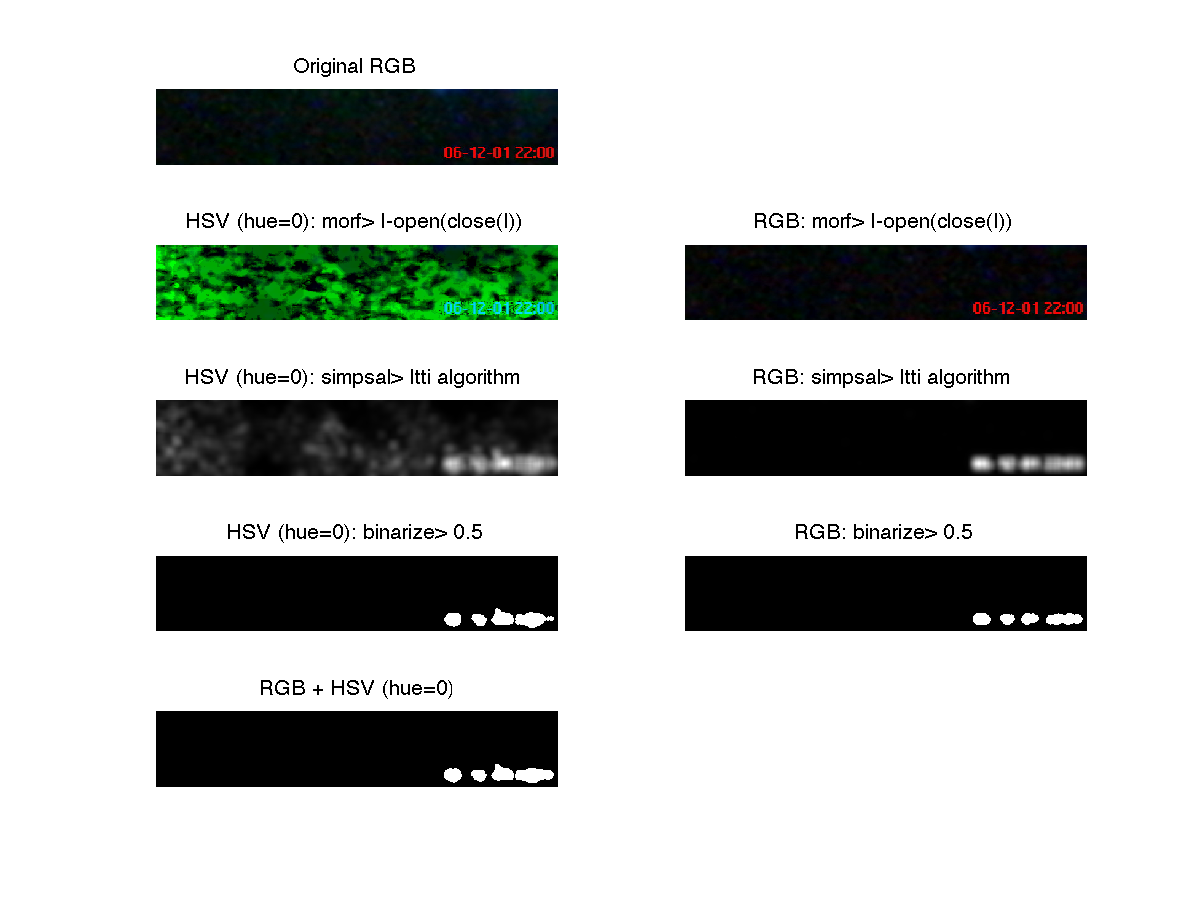 Original RGB
06-12-01 22:00
HSV (hue=0): morf> I-open(close(I))
RGB: morf> I-open(close(I))
06-12-01 22:00
06-12-01 22:00
HSV (hue=0): simpsal> Itti algorithm
RGB: simpsal> Itti algorithm
HSV (hue=0): binarize> 0.5
RGB: binarize> 0.5
RGB + HSV (hue=0)